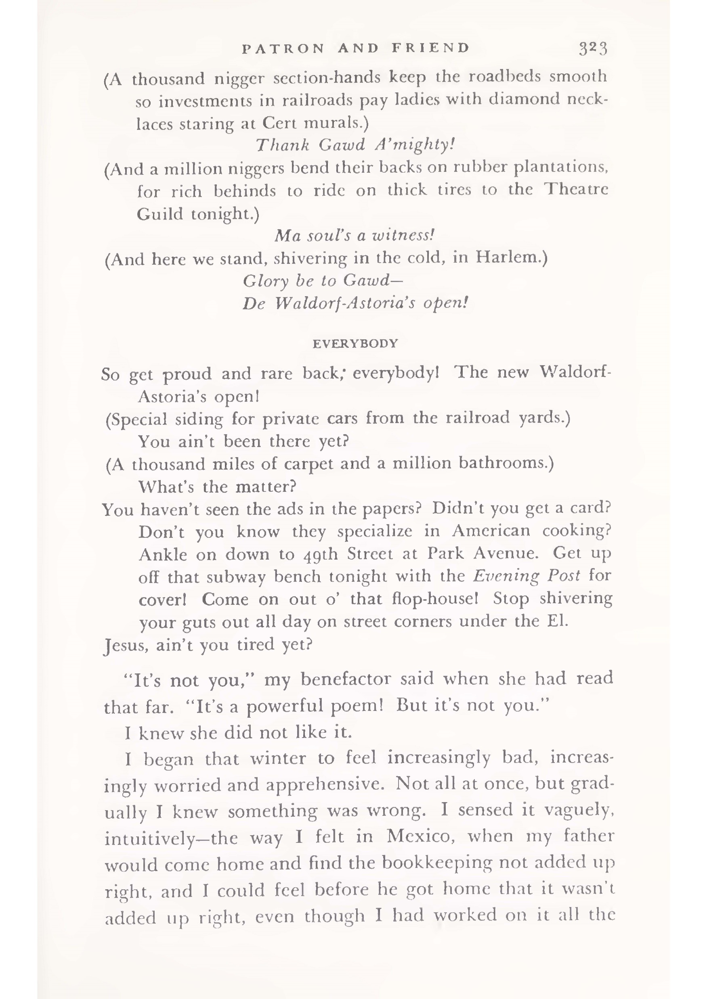 PATRON AND FRIEND 323
(A thousand nigger section-hands keep the roadbeds smooth
so investments in railroads pay ladies with diamond neck-
laces staring at Cert murals.)
Thank Gawd A'mighty!
(And a million niggers bend their backs on rubber plantations,
for rich behinds to ride on thick tires to the Theatre
Guild tonight.)
Ma soul's a witness!
(And here we stand, shivering in the cold, in Harlem.)
Glory be to Gawd—
De Waldorf-Astoria's open!
EVERYBODY
So get proud and rare back; everybody! The new Waldorf-
Astoria's open!
(Special siding for private cars from the railroad yards.)
You ain't been there yet?
(A thousand miles of carpet and a million bathrooms.)
What's the matter?
You haven't seen the ads in the papers? Didn't you get a card?
Don't you know they specialize in American cooking?
Ankle on down to 49th Street at Park Avenue. Get up
off that subway bench tonight with the Evening Post for
cover! Come on out o' that flop-house! Stop shivering
your guts out all day on street corners under the El.
Jesus, ain't you tired yet?
"It's not you," my benefactor said when she had read
that far. "It's a powerful poem! But it's not you."
I knew she did not like it.
I began that winter to feel increasingly bad, increas-
ingly worried and apprehensive. Not all at once, but grad-
ually I knew something was wrong. I sensed it vaguely,
intuitively—the way I felt in Mexico, when my father
would come home and find the bookkeeping not added up
right, and I could feel before he got home that it wasn't
added up right, even though I had worked on it all the